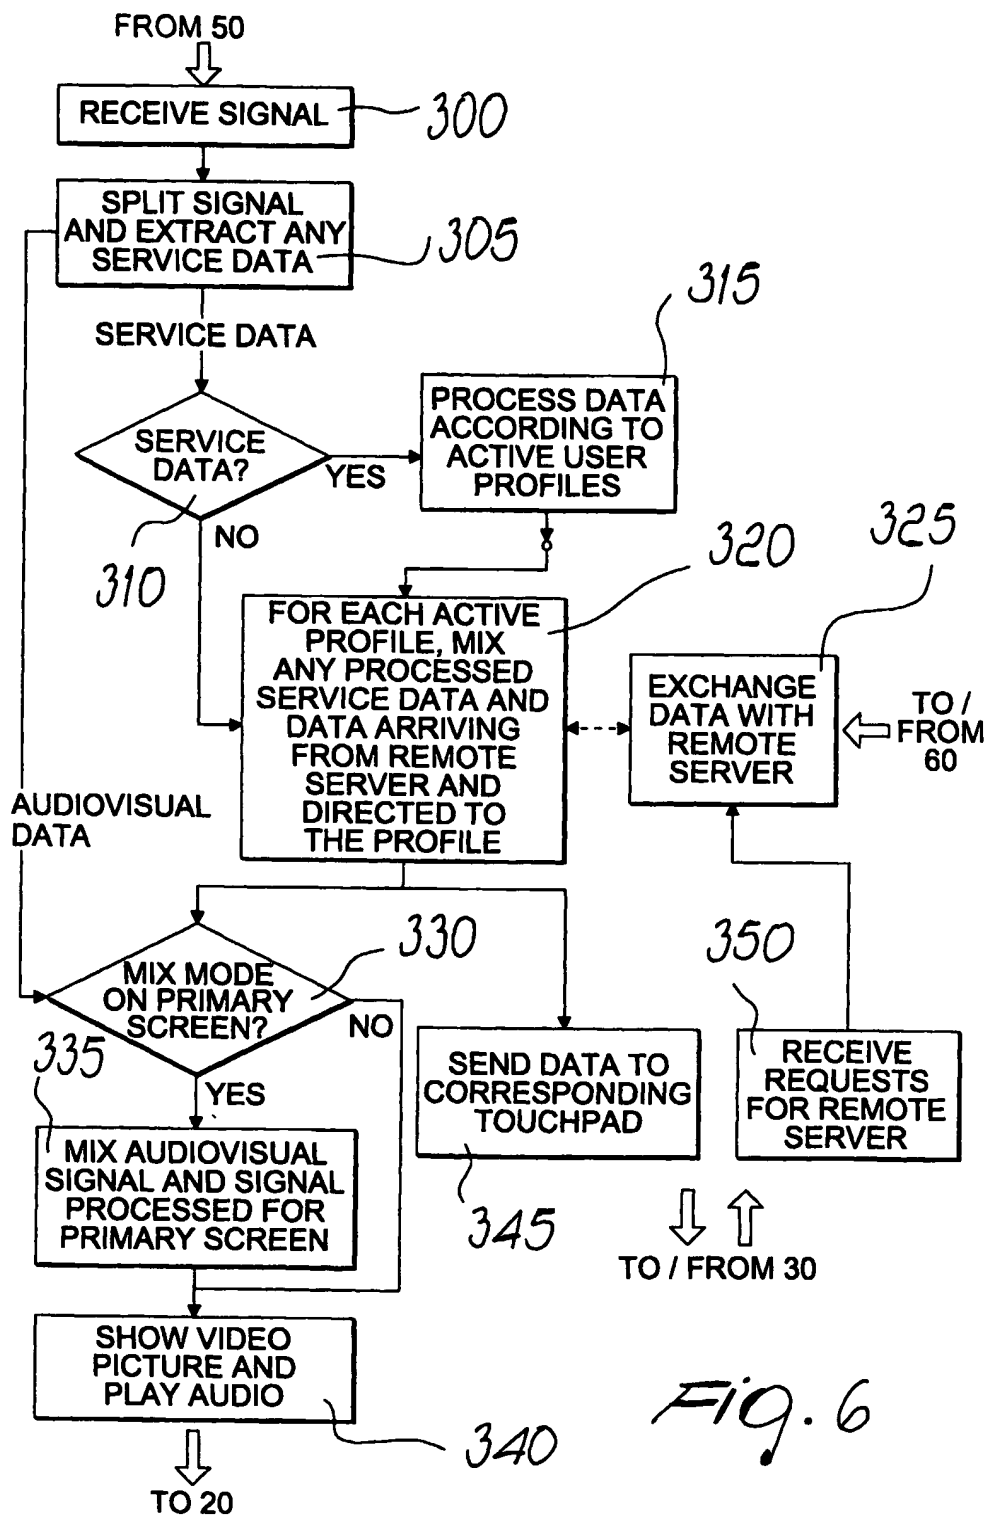 FROM 50
RECEIVE SIGNAL
300
SPLIT SIGNAL
AND EXTRACT ANY
SERVICE DATA
305
SERVICE DATA
315
PROCESS DATA
ACCORDING TO
ACTIVE USER
PROFILES
SERVICE
DATA?
YES
NO
310
320
325
FOR EACH ACTIVE
PROFILE, MIX
ANY PROCESSED
SERVICE DATA AND
DATA ARRIVING
FROM REMOTE
SERVER AND
DIRECTED TO
THE PROFILE
EXCHANGE
DATA WITH
REMOTE
SERVER
TO /
FROM
60
AUDIOVISUAL
DATA
330
MIX MODE
ON PRIMARY
SCREEN?
NO
YES
335
350
SEND DATA TO
CORRESPONDING
TOUCHPAD
RECEIVE
REQUESTS
FOR REMOTE
SERVER
MIX AUDIOVISUAL
SIGNAL AND SIGNAL
PROCESSED FOR
PRIMARY SCREEN
345
TO / FROM 30
SHOW VIDEO
PICTURE AND
PLAY AUDIO
340
TO 20
Fig. 6